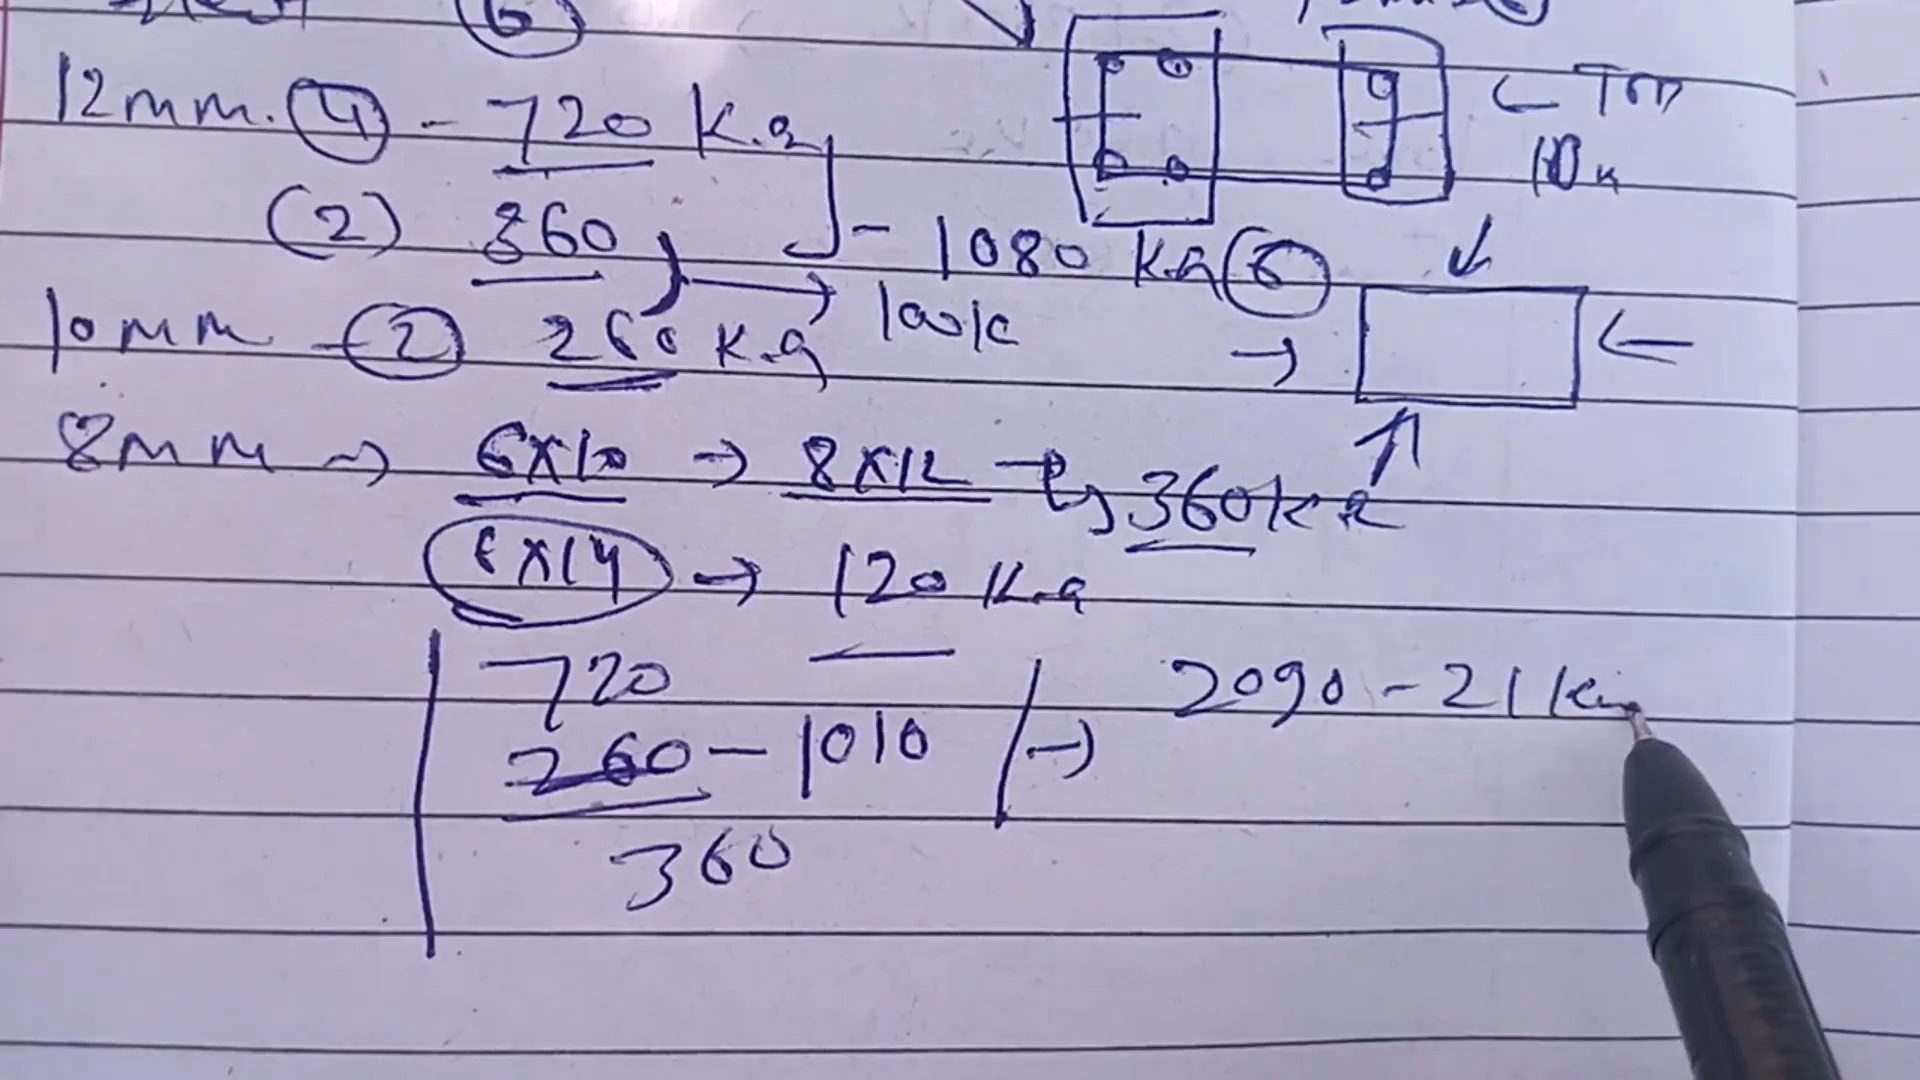 6
12mm. 4 - 720 K.g
(2) 360 - 1080 K.g 6
100k
10mm - 2 260 K.g
8mm → 6x10 → 8x12 → 360 k.g
6x14 → 120 K.g
720
260 - 1010 → 2090 - 21
360